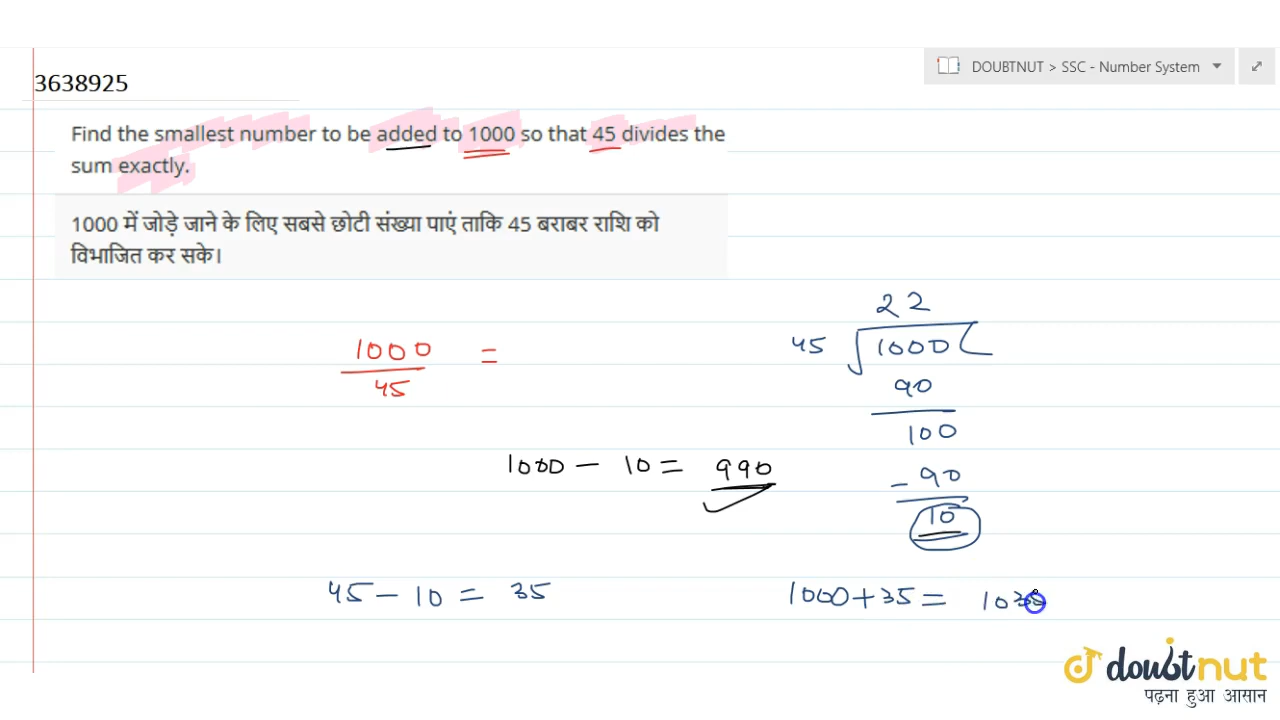 DOUBTNUT > SSC - Number System
3638925
Find the smallest number to be added to 1000 so that 45 divides the
sum exactly.
1000 में जोड़े जाने के लिए सबसे छोटी संख्या पाएं ताकि 45 बराबर राशि को
विभाजित कर सके।
22
1000 =
45
45 1000
90
100
1000 - 10 = 990
- 90
10
45 - 10 = 35
1000 + 35 = 1035
doubtnut
पढ़ना हुआ आसान